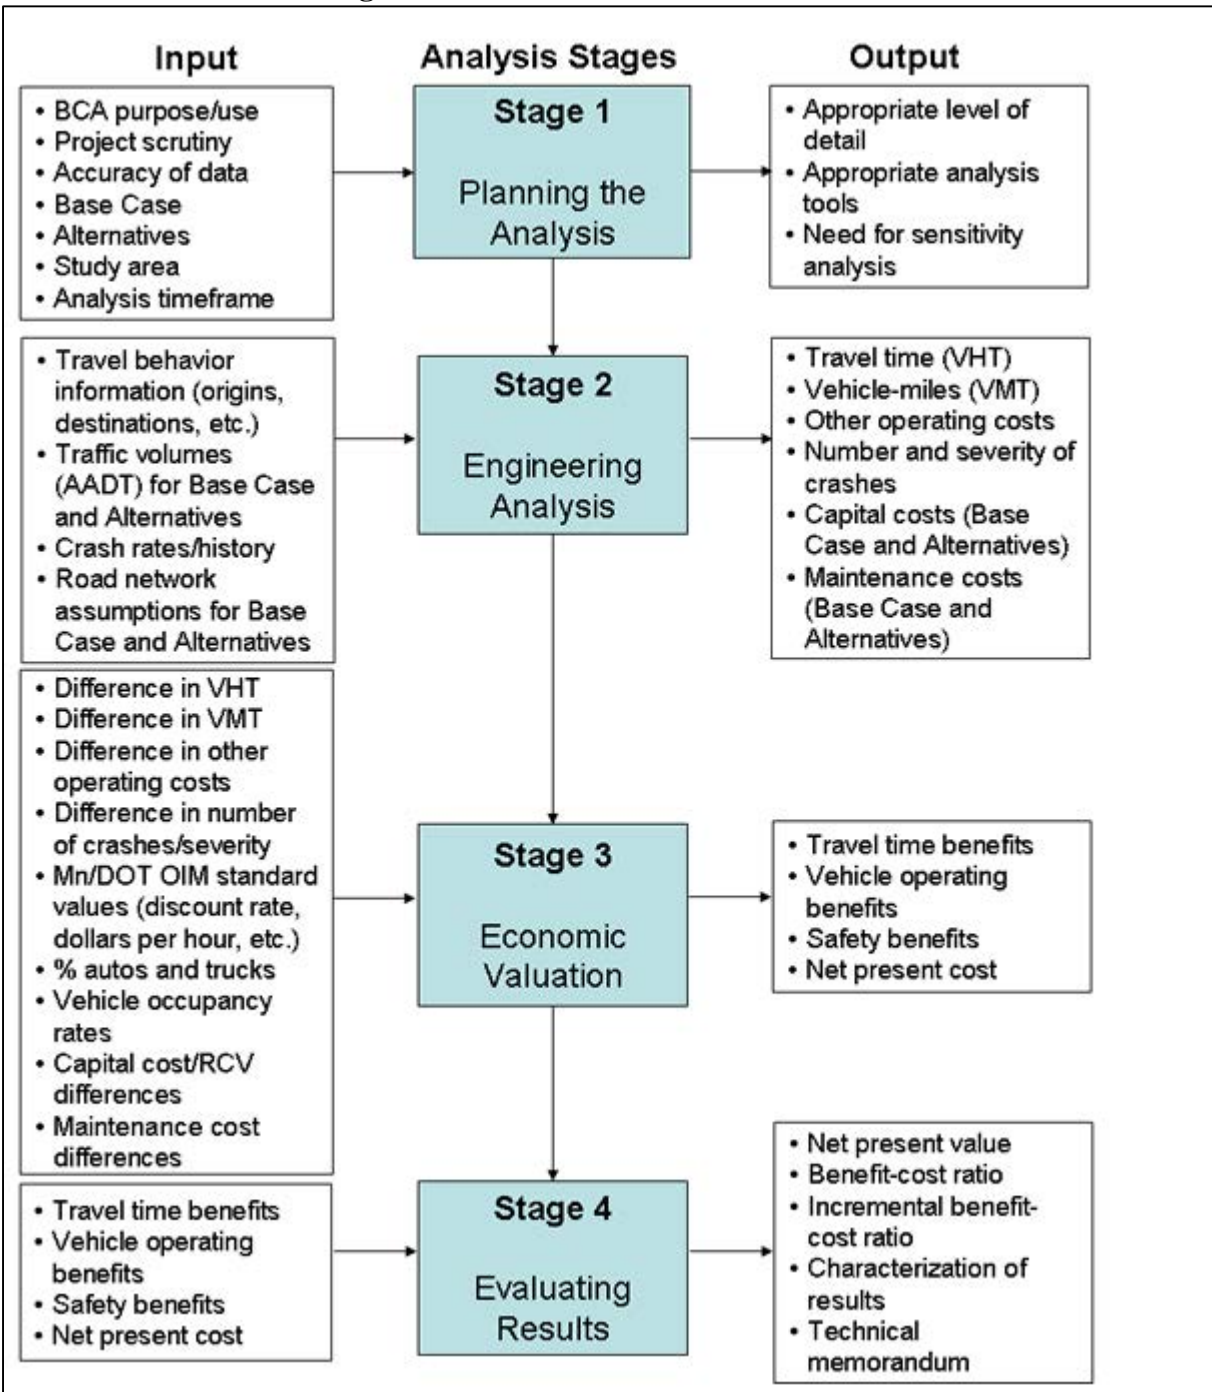 Input
Analysis Stages
Output
• BCA purpose/use
• Project scrutiny
• Accuracy of data
• Base Case
• Alternatives
• Study area
• Analysis timeframe
Stage 1
Planning the
Analysis
• Appropriate level of
detail
• Appropriate analysis
tools
• Need for sensitivity
analysis
• Travel behavior
information (origins,
destinations, etc.)
• Traffic volumes
(AADT) for Base Case
and Alternatives
• Crash rates/history
• Road network
assumptions for Base
Case and Alternatives
Stage 2
Engineering
Analysis
• Travel time (VHT)
• Vehicle-miles (VMT)
• Other operating costs
• Number and severity of
crashes
• Capital costs (Base
Case and Alternatives)
• Maintenance costs
(Base Case and
Alternatives)
• Difference in VHT
• Difference in VMT
• Difference in other
operating costs
• Difference in number
of crashes/severity
• Mn/DOT OIM standard
values (discount rate,
dollars per hour, etc.)
• % autos and trucks
• Vehicle occupancy
rates
• Capital cost/RCV
differences
• Maintenance cost
differences
Stage 3
Economic
Valuation
• Travel time benefits
• Vehicle operating
benefits
• Safety benefits
• Net present cost
• Travel time benefits
• Vehicle operating
benefits
• Safety benefits
• Net present cost
Stage 4
Evaluating
Results
• Net present value
• Benefit-cost ratio
• Incremental benefit-
cost ratio
• Characterization of
results
• Technical
memorandum